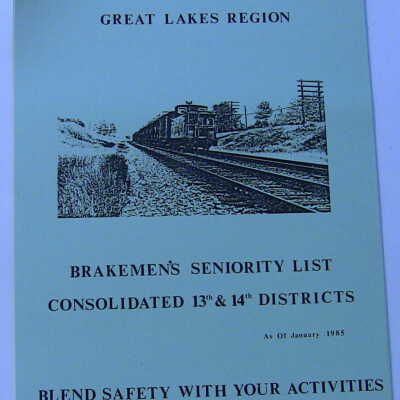 GREAT LAKES REGION
BRAKEMEN'S SENIORITY LIST
CONSOLIDATED 13th & 14th DISTRICTS
As Of January 1985
BLEND SAFETY WITH YOUR ACTIVITIES